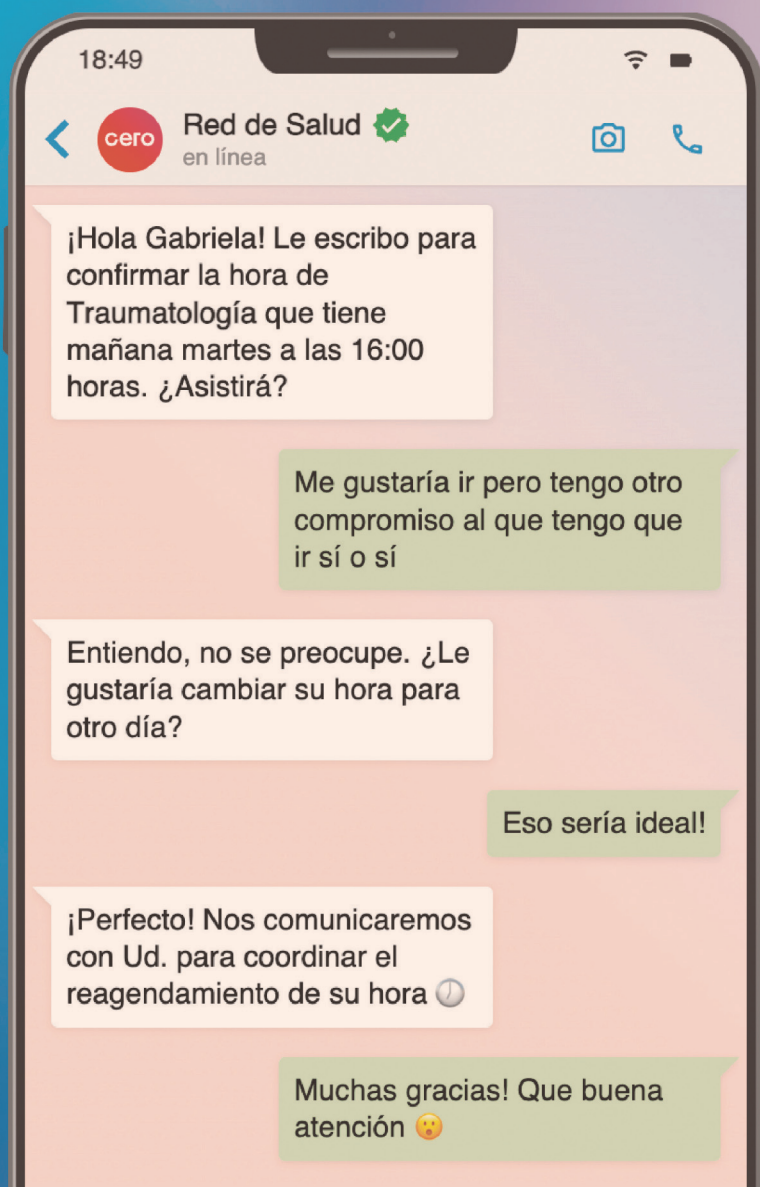 18:49
cero
Red de Salud
en línea
¡Hola Gabriela! Le escribo para
confirmar la hora de
Traumatología que tiene
mañana martes a las 16:00
horas. ¿Asistirá?
Me gustaría ir pero tengo otro
compromiso al que tengo que
ir sí o sí
Entiendo, no se preocupe. ¿Le
gustaría cambiar su hora para
otro día?
Eso sería ideal!
¡Perfecto! Nos comunicaremos
con Ud. para coordinar el
reagendamiento de su hora 🕖
Muchas gracias! Que buena
atención 😮